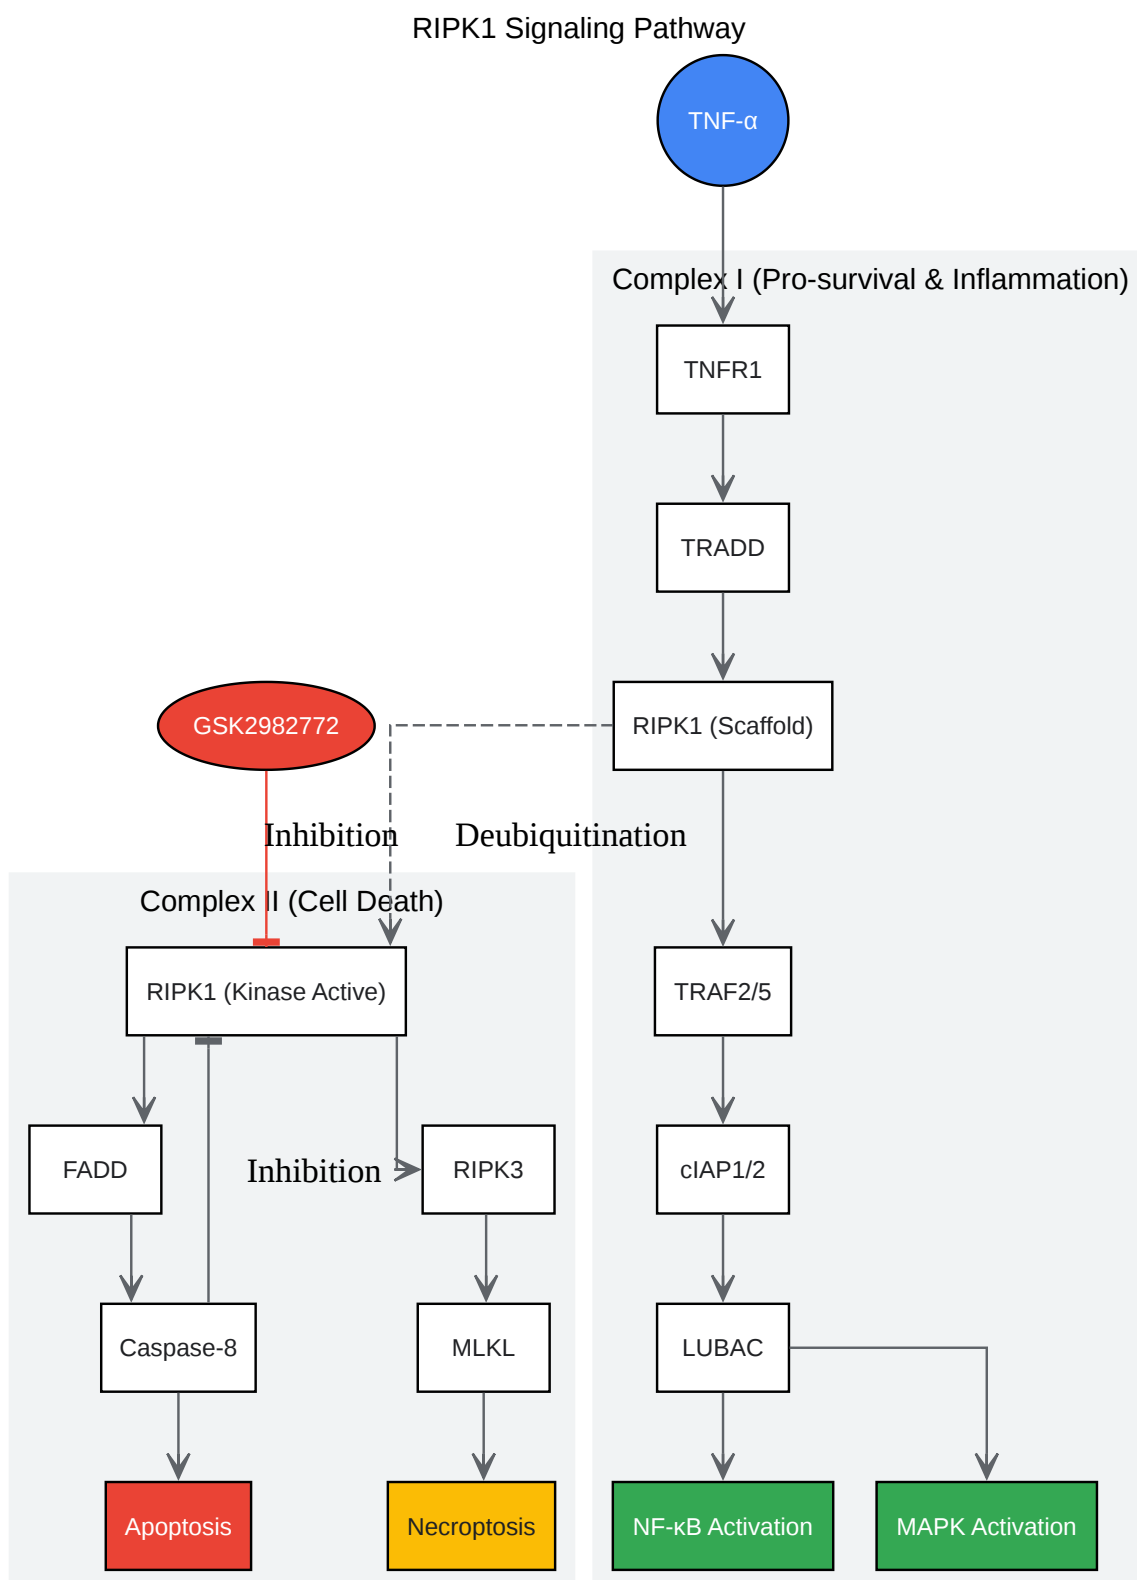 RIPK1 Signaling Pathway
TNF-α
Complex I (Pro-survival & Inflammation)
TNFR1
TRADD
GSK2982772
RIPK1 (Scaffold)
Inhibition
Deubiquitination
Complex II (Cell Death)
RIPK1 (Kinase Active)
TRAF2/5
FADD
Inhibition
RIPK3
cIAP1/2
Caspase-8
MLKL
LUBAC
Apoptosis
Necroptosis
NF-κB Activation
MAPK Activation